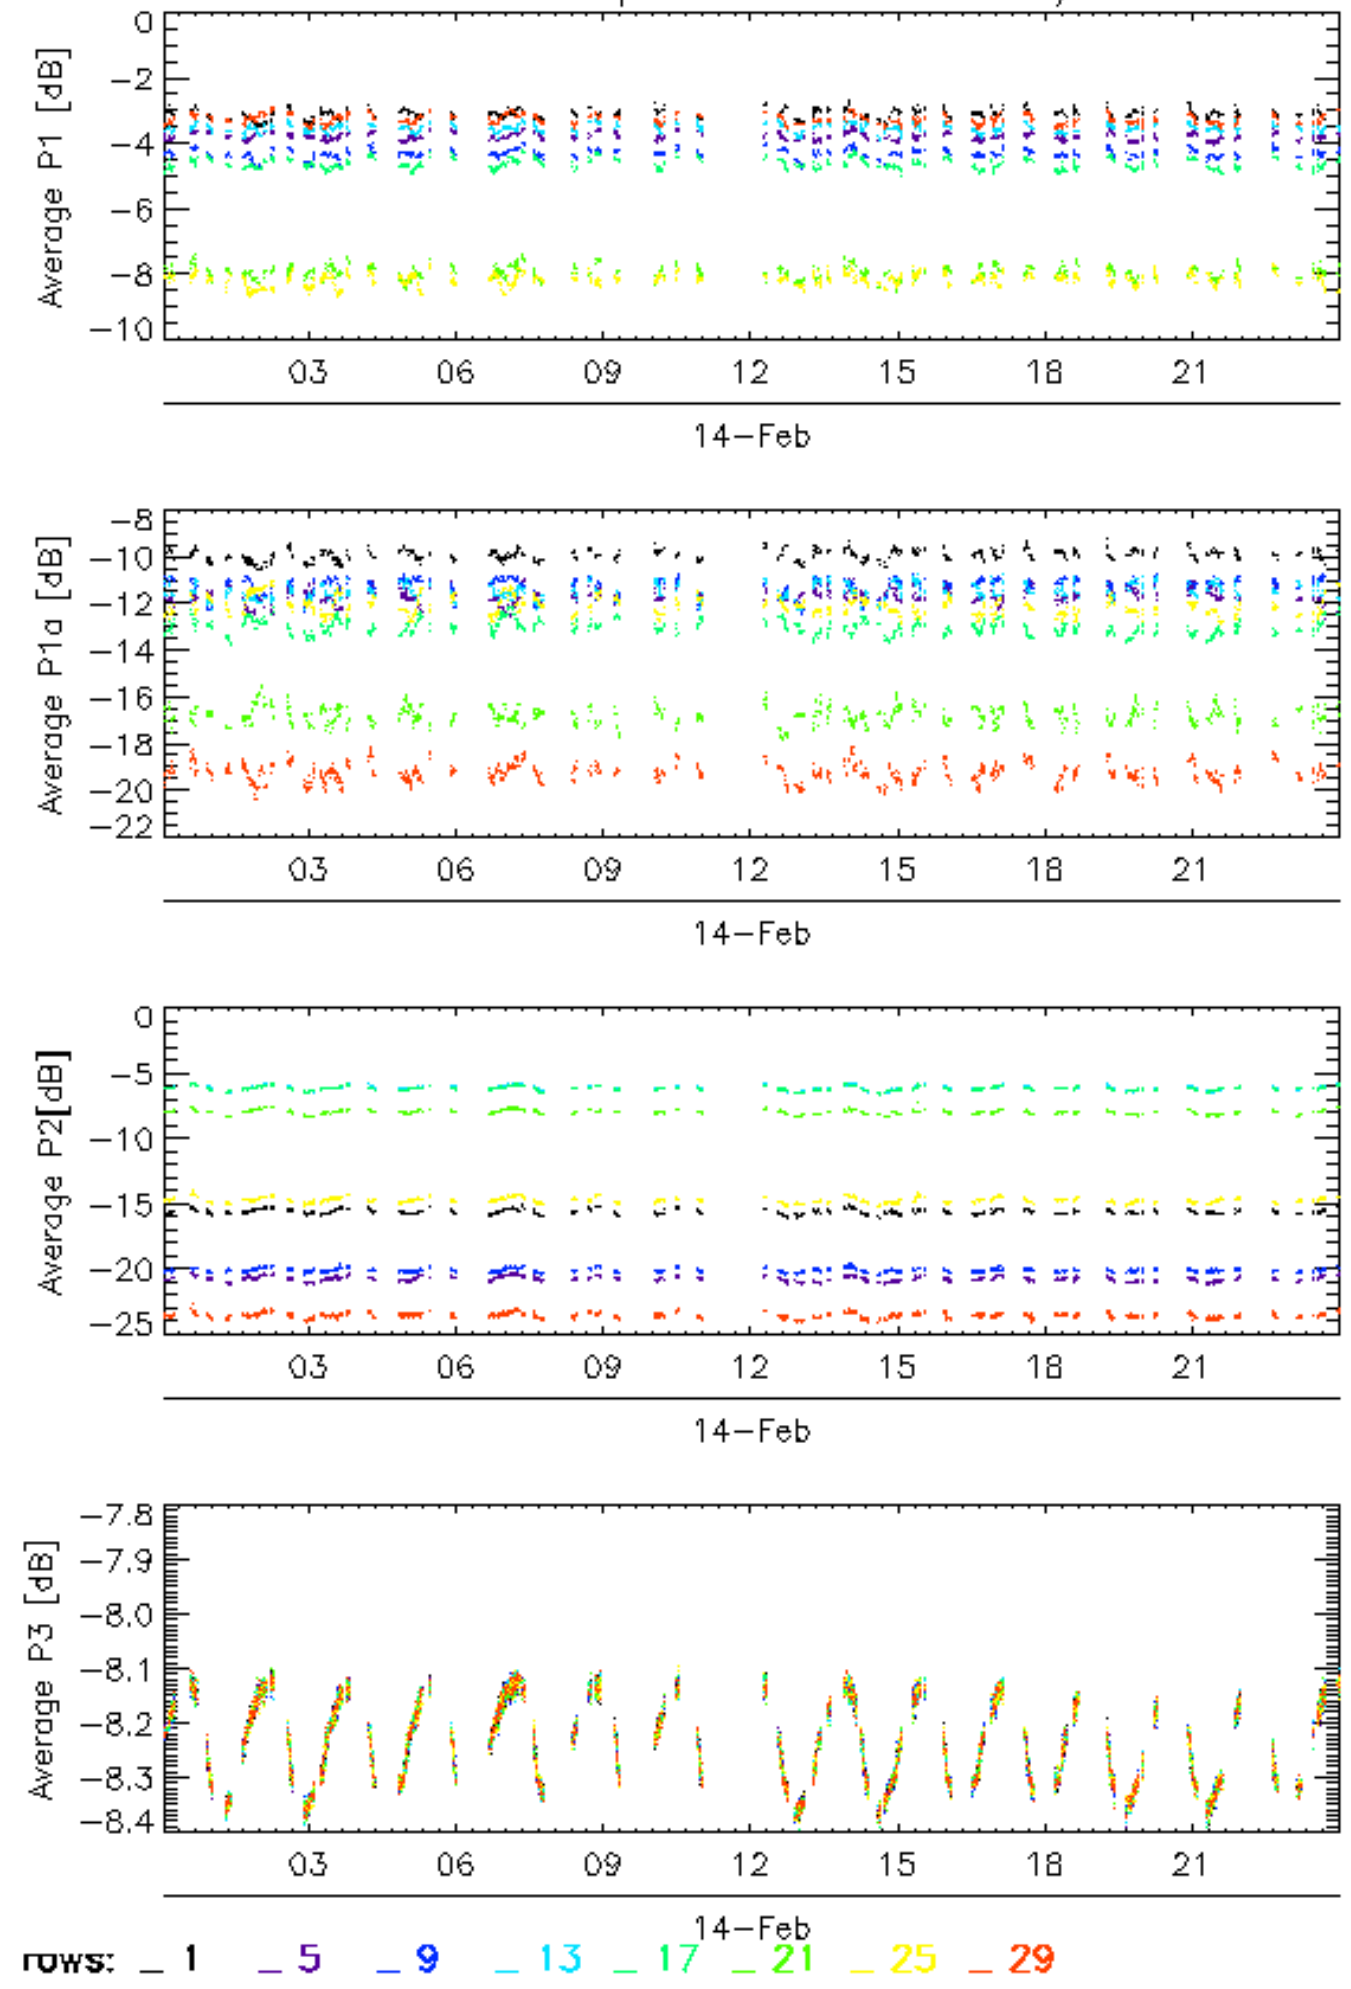 0
−2
−4
−6
−8
−10
Average P1 [dB]
03 06 09 12 15 18 21
14−Feb
−8
−10
−12
−14
−16
−18
−20
−22
Average P1a [dB]
03 06 09 12 15 18 21
14−Feb
0
−5
−10
−15
−20
−25
Average P2[dB]
03 06 09 12 15 18 21
14−Feb
−7.8
−7.9
−8.0
−8.1
−8.2
−8.3
−8.4
Average P3 [dB]
03 06 09 12 15 18 21
14−Feb
rows: _ 1 _ 5 _ 9 _ 13 _ 17 _ 21 _ 25 _ 29